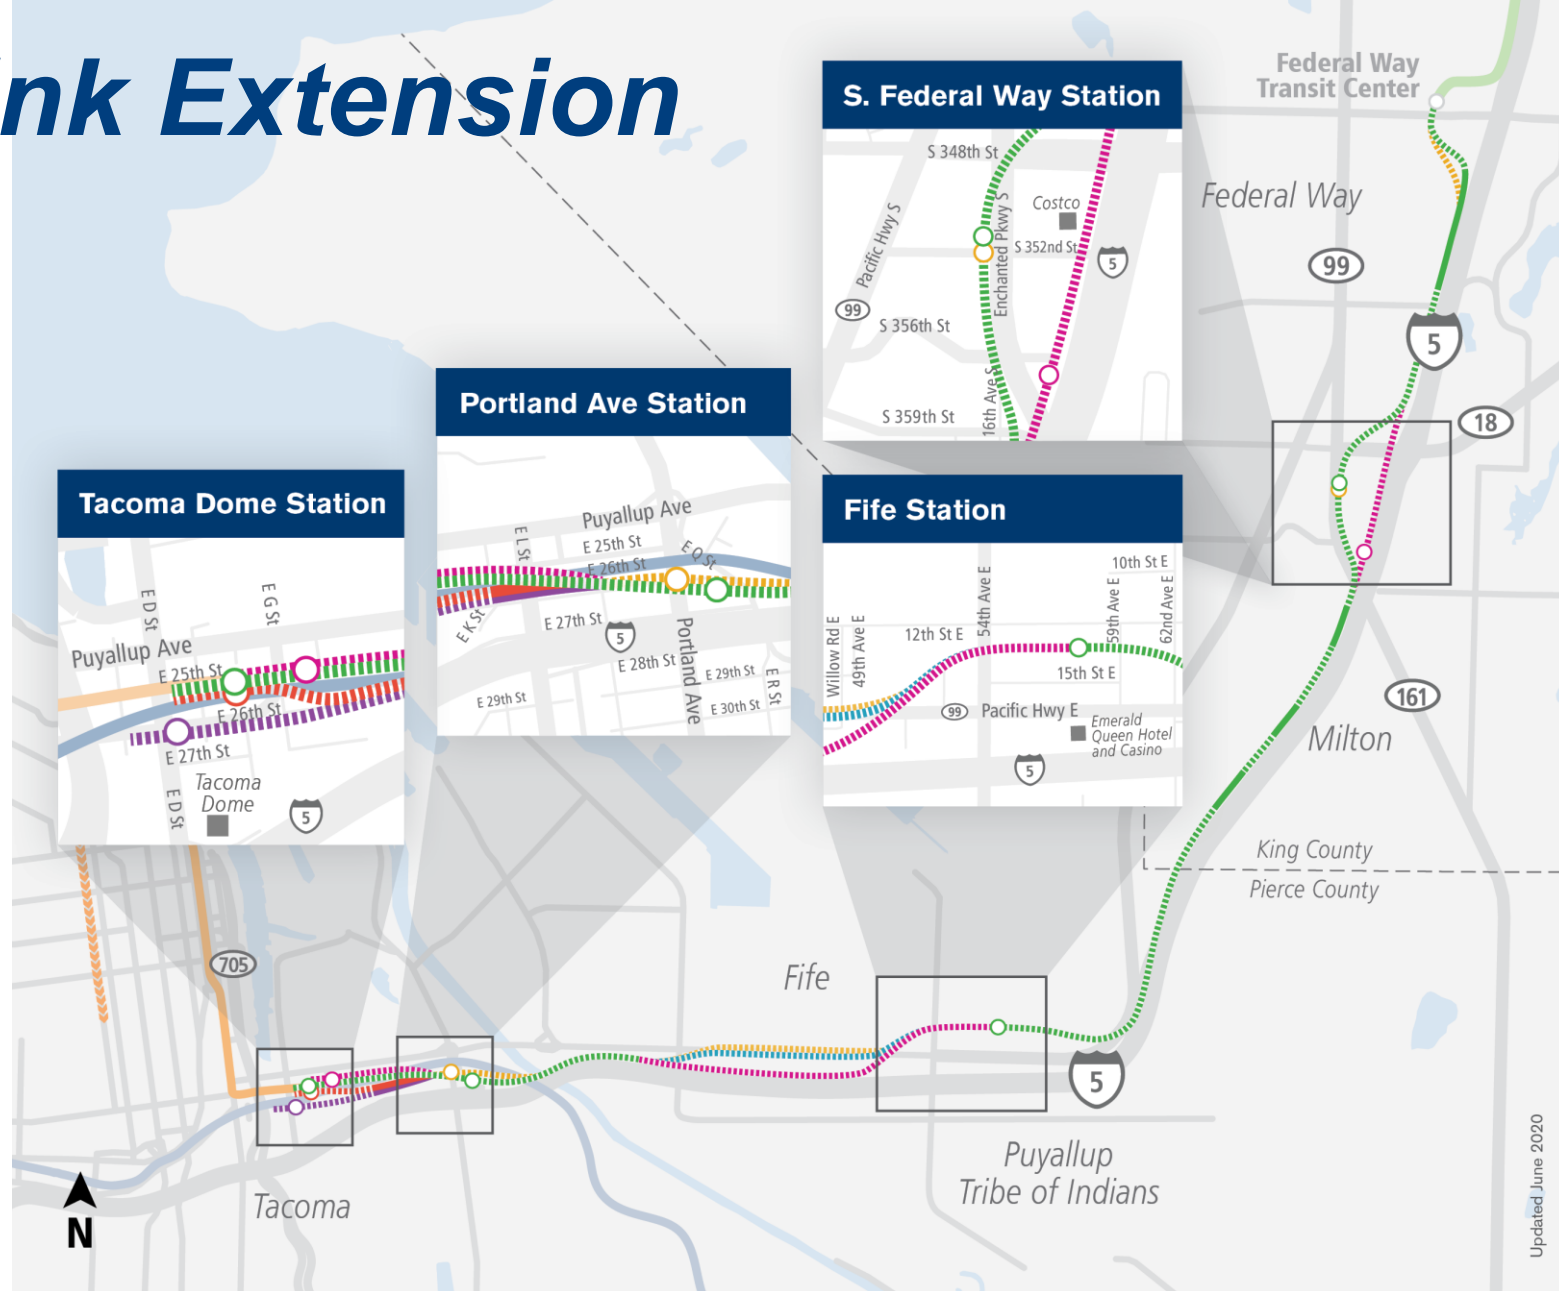 nk Extension
Federal Way
Transit Center
Federal Way
99
5
18
161
Milton
King County
Pierce County
S. Federal Way Station
S 348th St
Costco
Pacific Hwy S
Enchanted Pkwy S
S 352nd St
5
99
S 356th St
16th Ave S
S 359th St
Portland Ave Station
Puyallup Ave
E L St
E 25th St
E Q St
E 26th St
E K St
E 27th St
5
Portland Ave
E 28th St
E 29th St
E R St
E 29th St
E 30th St
Tacoma Dome Station
E D St
E G St
Puyallup Ave
E 25th St
E 26th St
E 27th St
E D St
Tacoma
Dome
5
Fife Station
10th St E
54th Ave E
59th Ave E
62nd Ave E
Willow Rd E
49th Ave E
12th St E
15th St E
99
Pacific Hwy E
Emerald
Queen Hotel
and Casino
5
705
Fife
5
Puyallup
Tribe of Indians
Tacoma
N
Updated June 2020